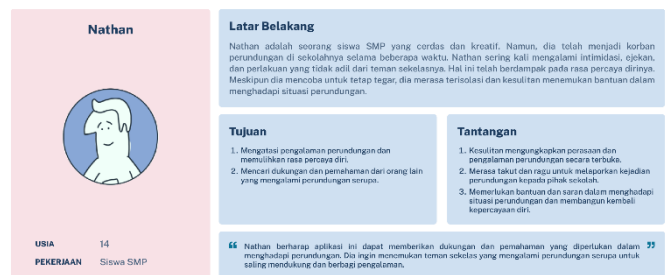 Nathan
USIA 14
PEKERJAAN Siswa SMP
Latar Belakang
Nathan adalah seorang siswa SMP yang cerdas dan kreatif. Namun, dia telah menjadi korban
perundungan di sekolahnya selama beberapa waktu. Nathan sering kali mengalami intimidasi, ejekan,
dan perlakuan yang tidak adil dari teman sekelasnya. Hal ini telah berdampak pada rasa percaya dirinya.
Meskipun dia mencoba untuk tetap tegar, dia merasa terisolasi dan kesulitan menemukan bantuan dalam
menghadapi situasi perundungan.
Tujuan
1. Mengatasi pengalaman perundungan dan
memulihkan rasa percaya diri.
2. Mencari dukungan dan pemahaman dari orang lain
yang mengalami perundungan serupa.
Tantangan
1. Kesulitan mengungkapkan perasaan dan
pengalaman perundungan secara terbuka.
2. Merasa takut dan ragu untuk melaporkan kejadian
perundungan kepada pihak sekolah.
3. Memerlukan bantuan dan saran dalam menghadapi
situasi perundungan dan membangun kembali
kepercayaan diri.
“ Nathan berharap aplikasi ini dapat memberikan dukungan dan pemahaman yang diperlukan dalam ”
menghadapi perundungan. Dia ingin menemukan teman sekelas yang mengalami perundungan serupa untuk
saling mendukung dan berbagi pengalaman.